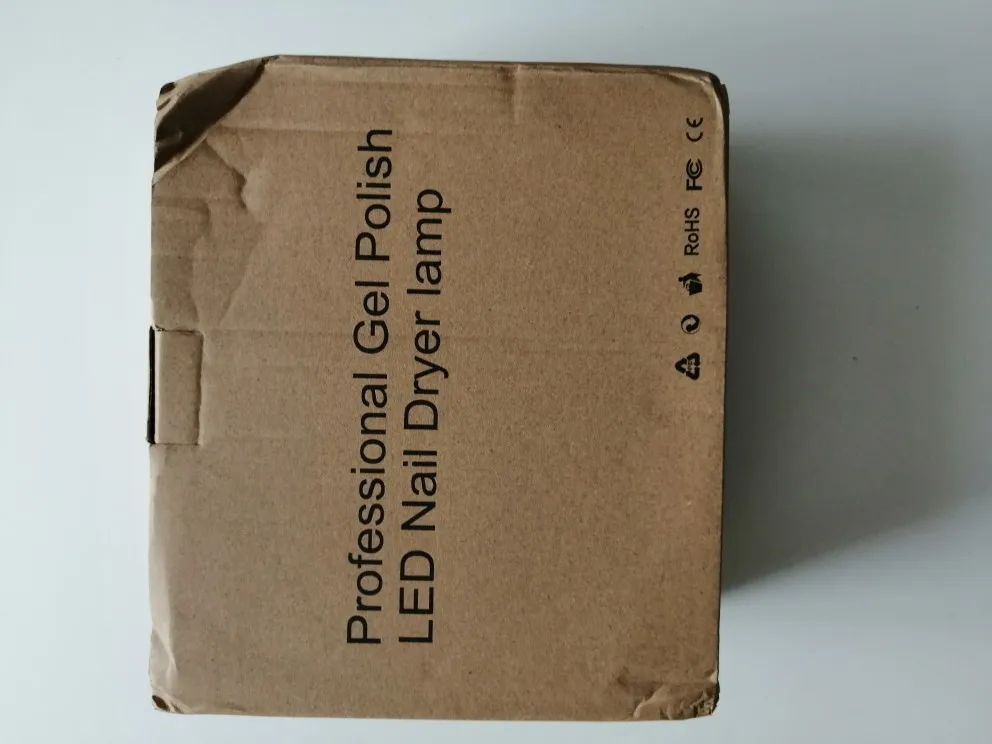 Professional Gel Polish
LED Nail Dryer lamp
RoHS FC CE